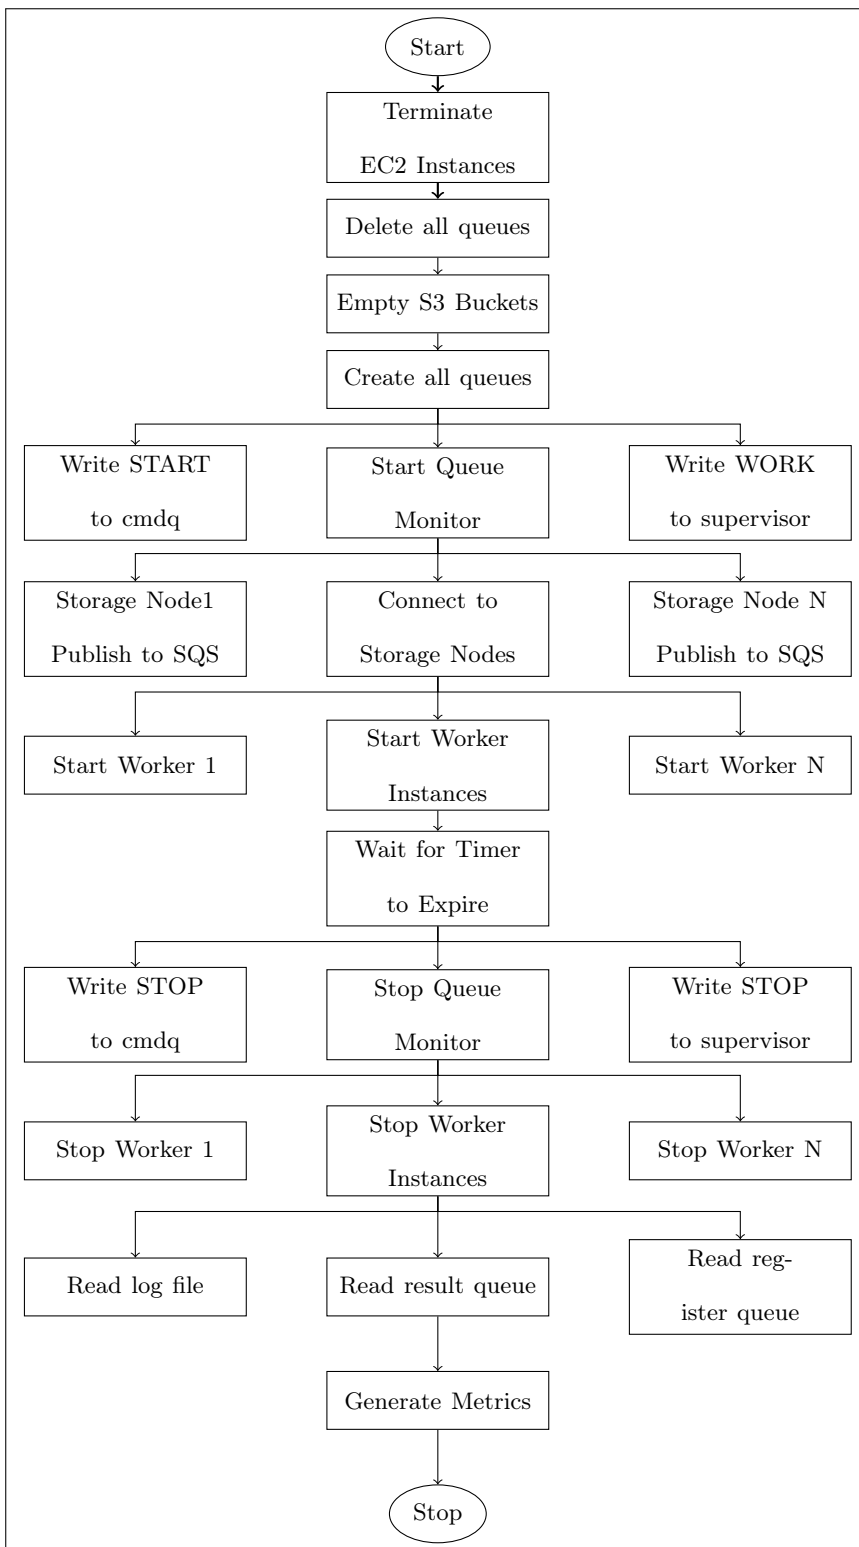 Start
Terminate
EC2 Instances
Delete all queues
Empty S3 Buckets
Create all queues
Write START
to cmdq
Start Queue
Monitor
Write WORK
to supervisor
Storage Node1
Publish to SQS
Connect to
Storage Nodes
Storage Node N
Publish to SQS
Start Worker 1
Start Worker
Instances
Start Worker N
Wait for Timer
to Expire
Write STOP
to cmdq
Stop Queue
Monitor
Write STOP
to supervisor
Stop Worker 1
Stop Worker
Instances
Stop Worker N
Read log file
Read result queue
Read reg-
ister queue
Generate Metrics
Stop